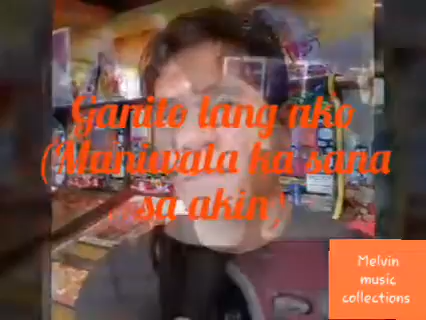 Ganito lang ako
(Maniwala ka sana
sa akin)
Melvin
music
collections